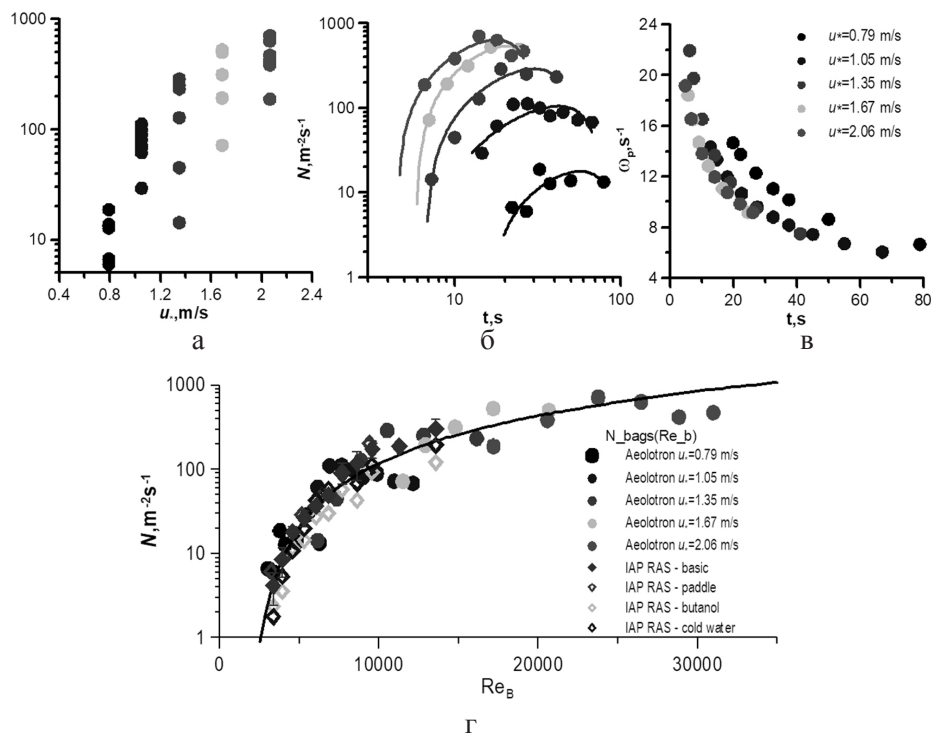 1000
100
10
0.4 0.8 1.2 1.6 2 2.4
u*,m/s
а
N,m⁻²s⁻¹
1000
100
10
1
10 100
t,s
б
ωp,s⁻¹
24
20
16
12
8
4
0 20 40 60 80
t,s
в
u*=0.79 m/s
u*=1.05 m/s
u*=1.35 m/s
u*=1.67 m/s
u*=2.06 m/s
N,m⁻²s⁻¹
1000
100
10
1
0 10000 20000 30000
ReB
N_bags(Re_b)
Aeolotron u*=0.79 m/s
Aeolotron u*=1.05 m/s
Aeolotron u*=1.35 m/s
Aeolotron u*=1.67 m/s
Aeolotron u*=2.06 m/s
IAP RAS - basic
IAP RAS - paddle
IAP RAS - butanol
IAP RAS - cold water
г